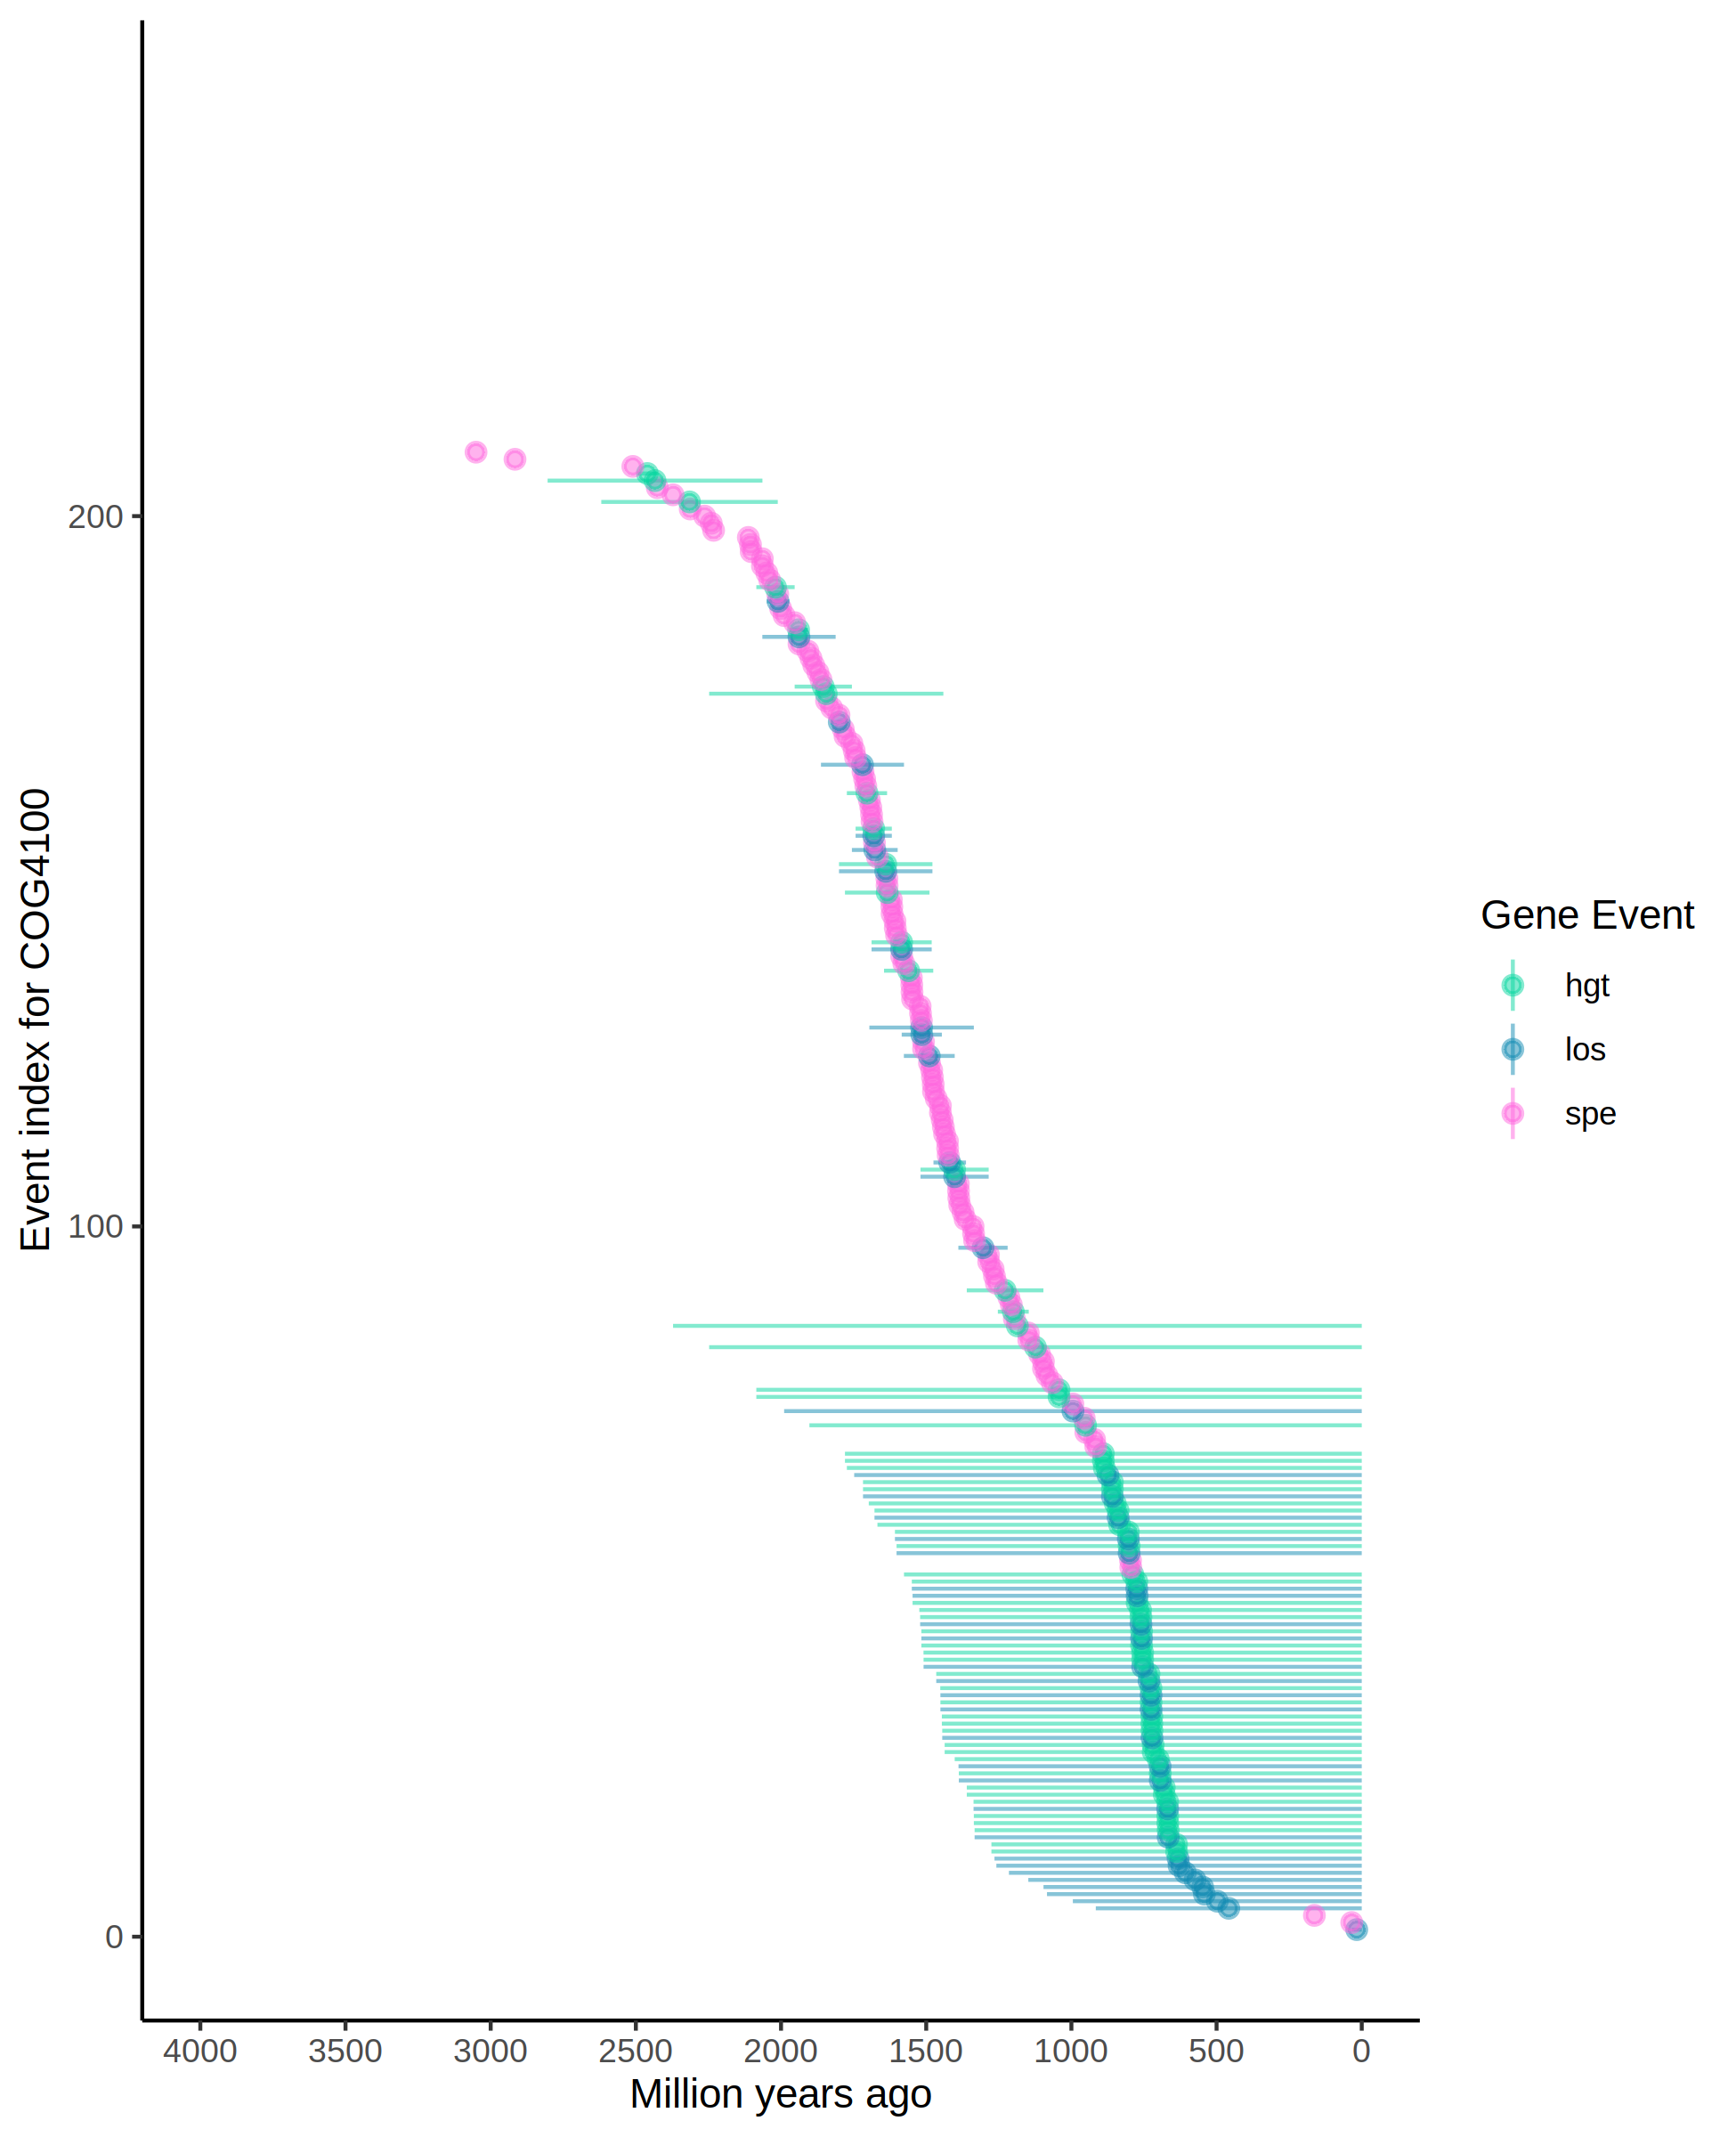 Event index for COG4100
200
100
0
4000 3500 3000 2500 2000 1500 1000 500 0
Million years ago
Gene Event
hgt
los
spe